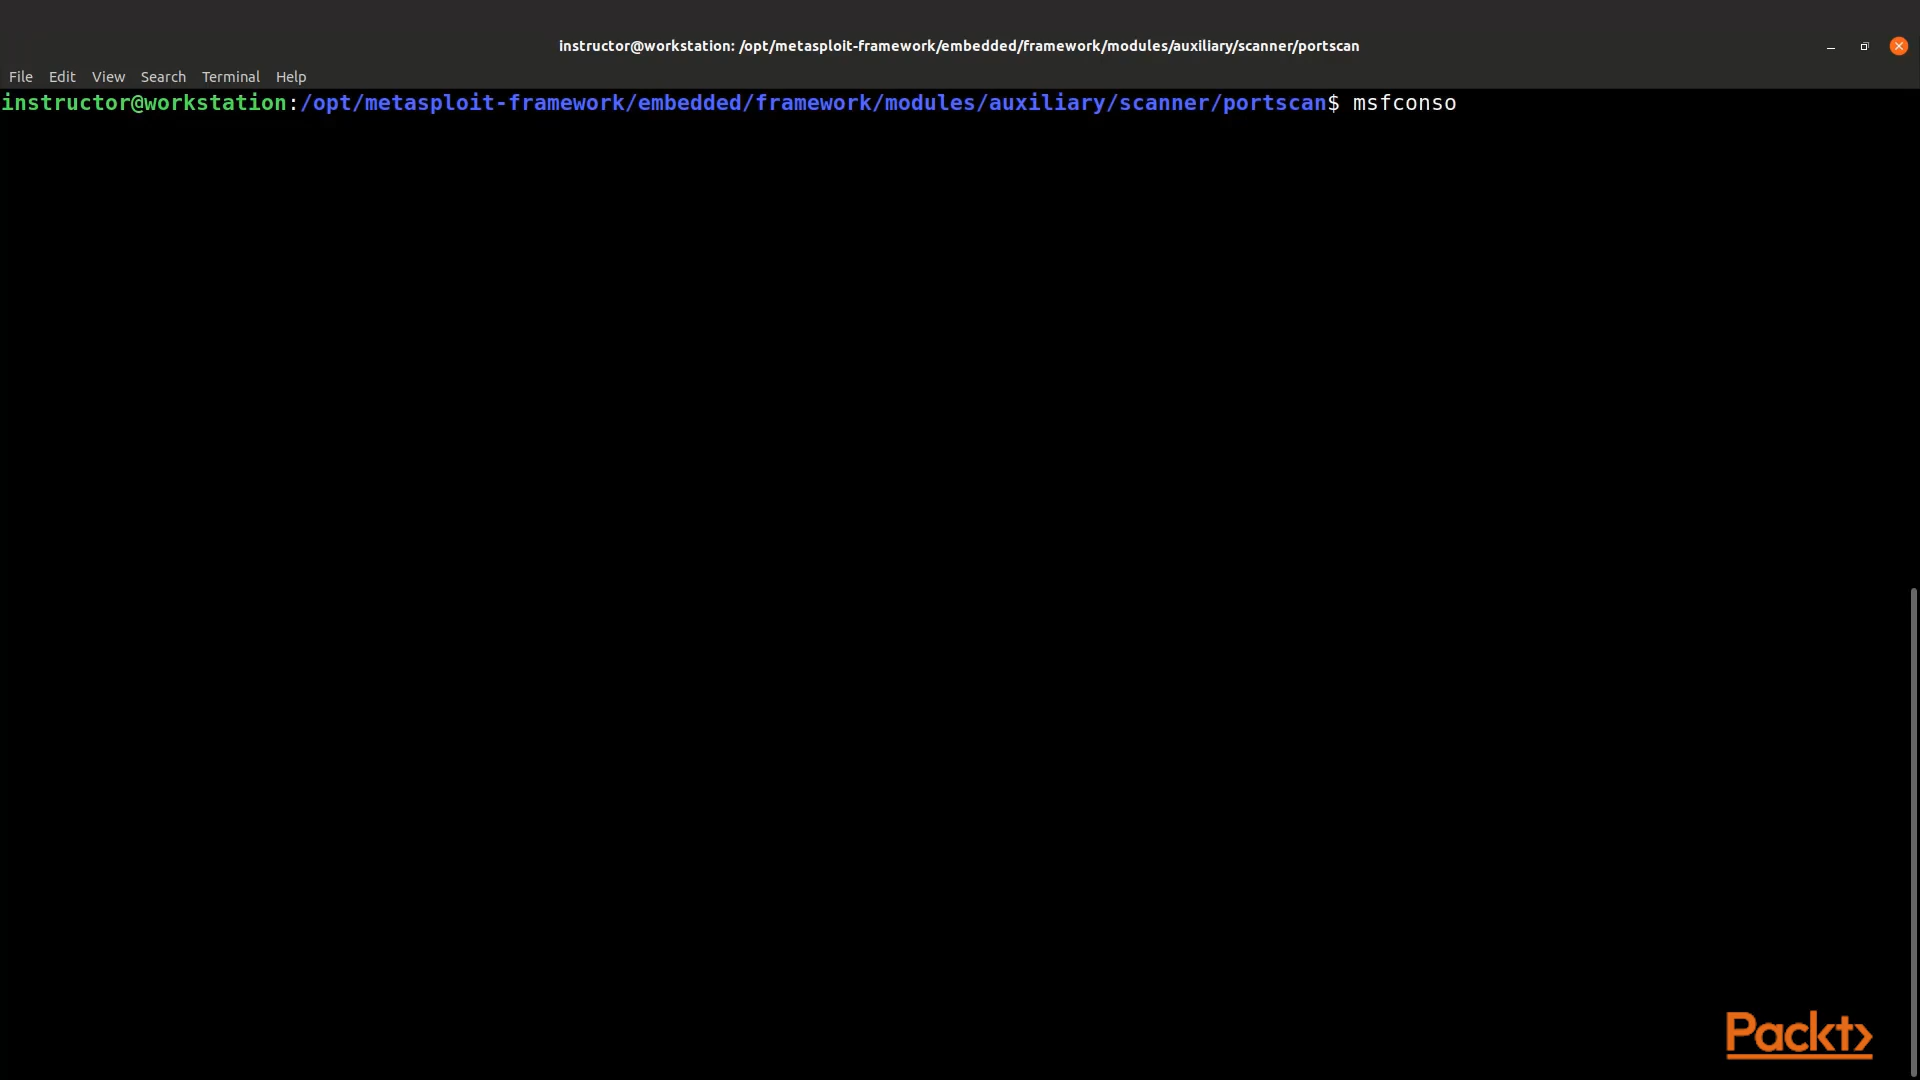 instructor@workstation: /opt/metasploit-framework/embedded/framework/modules/auxiliary/scanner/portscan
File Edit View Search Terminal Help
instructor@workstation:/opt/metasploit-framework/embedded/framework/modules/auxiliary/scanner/portscan$ msfconso
Packt